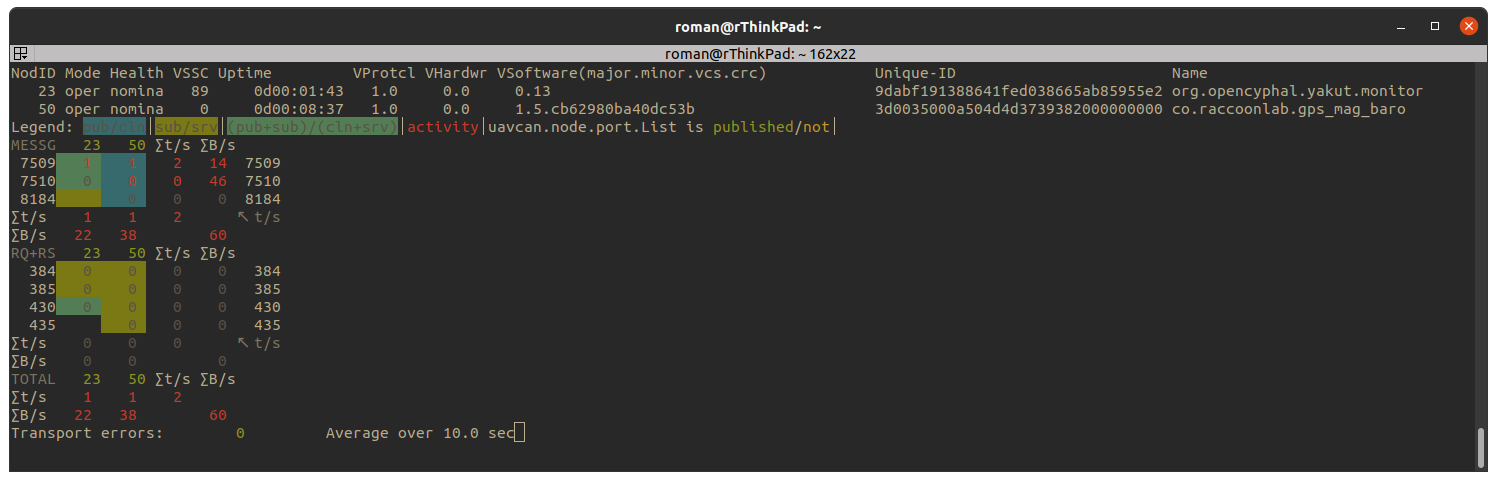 roman@rThinkPad: ~
roman@rThinkPad: ~ 162x22
NodID Mode Health VSSC Uptime VProtcl VHardwr VSoftware(major.minor.vcs.crc) Unique-ID Name
23 oper nomina 89 0d00:01:43 1.0 0.0 0.13 9dabf191388641fed038665ab85955e2 org.opencyphal.yakut.monitor
50 oper nomina 0 0d00:08:37 1.0 0.0 1.5.cb62980ba40dc53b 3d0035000a504d4d3739382000000000 co.raccoonlab.gps_mag_baro
Legend: pub/cln|sub/srv|(pub+sub)/(cln+srv)|activity|uavcan.node.port.List is published/not|
MESSG 23 50 ∑t/s ∑B/s
7509 1 1 2 14 7509
7510 0 0 0 46 7510
8184 0 0 0 8184
∑t/s 1 1 2 ↖t/s
∑B/s 22 38 60
RQ+RS 23 50 ∑t/s ∑B/s
384 0 0 0 0 384
385 0 0 0 0 385
430 0 0 0 0 430
435 0 0 0 435
∑t/s 0 0 0 ↖t/s
∑B/s 0 0 0
TOTAL 23 50 ∑t/s ∑B/s
∑t/s 1 1 2
∑B/s 22 38 60
Transport errors: 0 Average over 10.0 sec